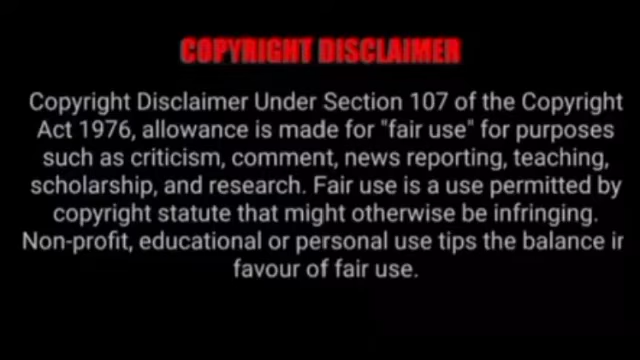 COPYRIGHT DISCLAIMER
Copyright Disclaimer Under Section 107 of the Copyright
Act 1976, allowance is made for "fair use" for purposes
such as criticism, comment, news reporting, teaching,
scholarship, and research. Fair use is a use permitted by
copyright statute that might otherwise be infringing.
Non-profit, educational or personal use tips the balance in
favour of fair use.